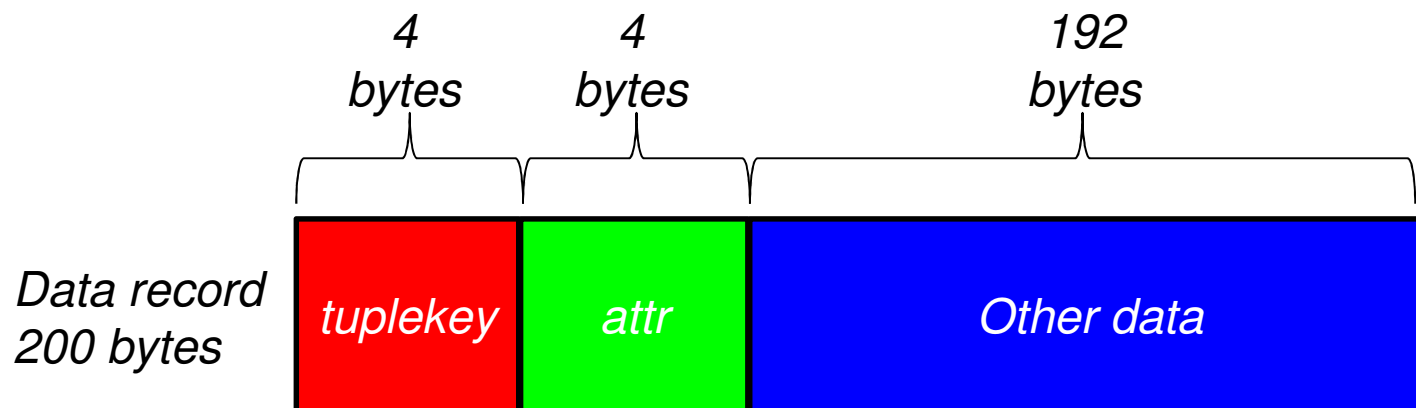 4
bytes
4
bytes
192
bytes
Data record
200 bytes
tuplekey
attr
Other data